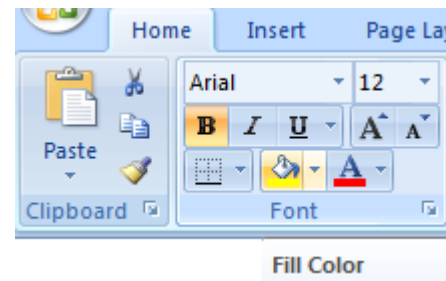 Home Insert Page La
Arial 12
B I U A A
Paste
A
Clipboard Font
Fill Color